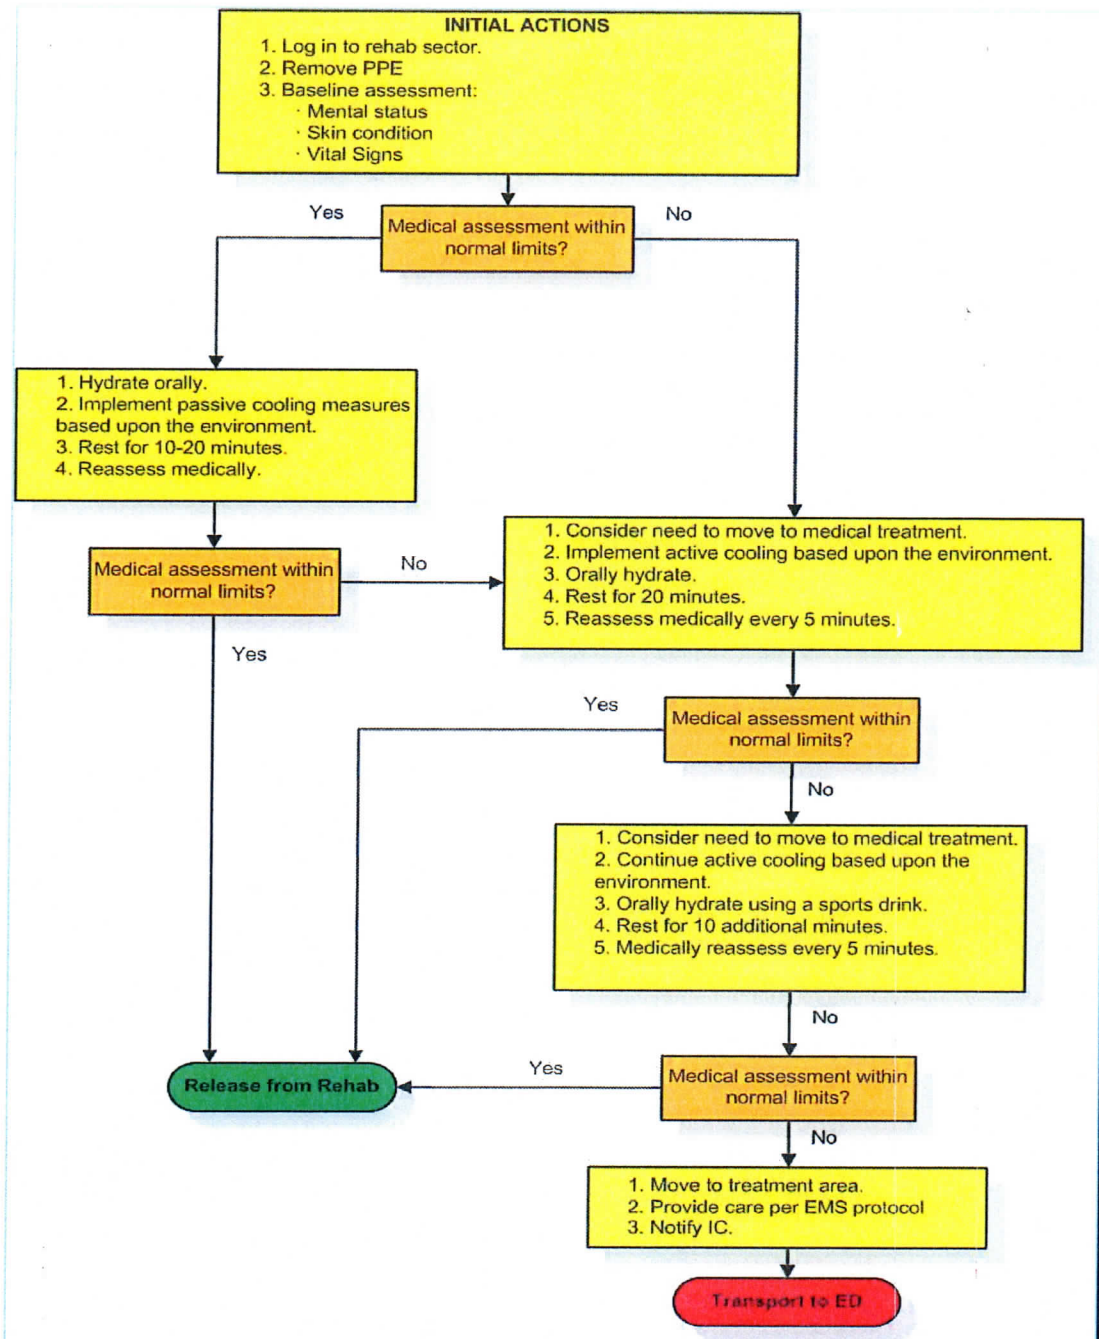 INITIAL ACTIONS
1. Log in to rehab sector.
2. Remove PPE
3. Baseline assessment:
· Mental status
· Skin condition
· Vital Signs
Yes
Medical assessment within
normal limits?
No
1. Hydrate orally.
2. Implement passive cooling measures
based upon the environment.
3. Rest for 10-20 minutes.
4. Reassess medically.
Medical assessment within
normal limits?
No
Yes
1. Consider need to move to medical treatment.
2. Implement active cooling based upon the environment.
3. Orally hydrate.
4. Rest for 20 minutes.
5. Reassess medically every 5 minutes.
Yes
Medical assessment within
normal limits?
No
1. Consider need to move to medical treatment.
2. Continue active cooling based upon the
environment.
3. Orally hydrate using a sports drink.
4. Rest for 10 additional minutes.
5. Medically reassess every 5 minutes.
No
Release from Rehab
Yes
Medical assessment within
normal limits?
No
1. Move to treatment area.
2. Provide care per EMS protocol
3. Notify IC.
Transport to ED